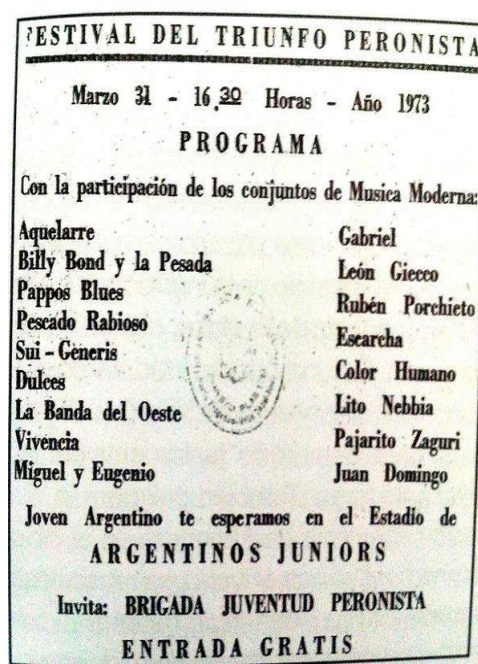 FESTIVAL DEL TRIUNFO PERONISTA
Marzo 31 - 16,30 Horas - Año 1973
PROGRAMA
Con la participación de los conjuntos de Musica Moderna:
Aquelarre
Billy Bond y la Pesada
Pappos Blues
Pescado Rabioso
Sui - Generis
Dulces
La Banda del Oeste
Vivencia
Miguel y Eugenio
Gabriel
León Giecco
Rubén Porchieto
Escarcha
Color Humano
Lito Nebbia
Pajarito Zaguri
Juan Domingo
Joven Argentino te esperamos en el Estadio de
ARGENTINOS JUNIORS
Invita: BRIGADA JUVENTUD PERONISTA
ENTRADA GRATIS